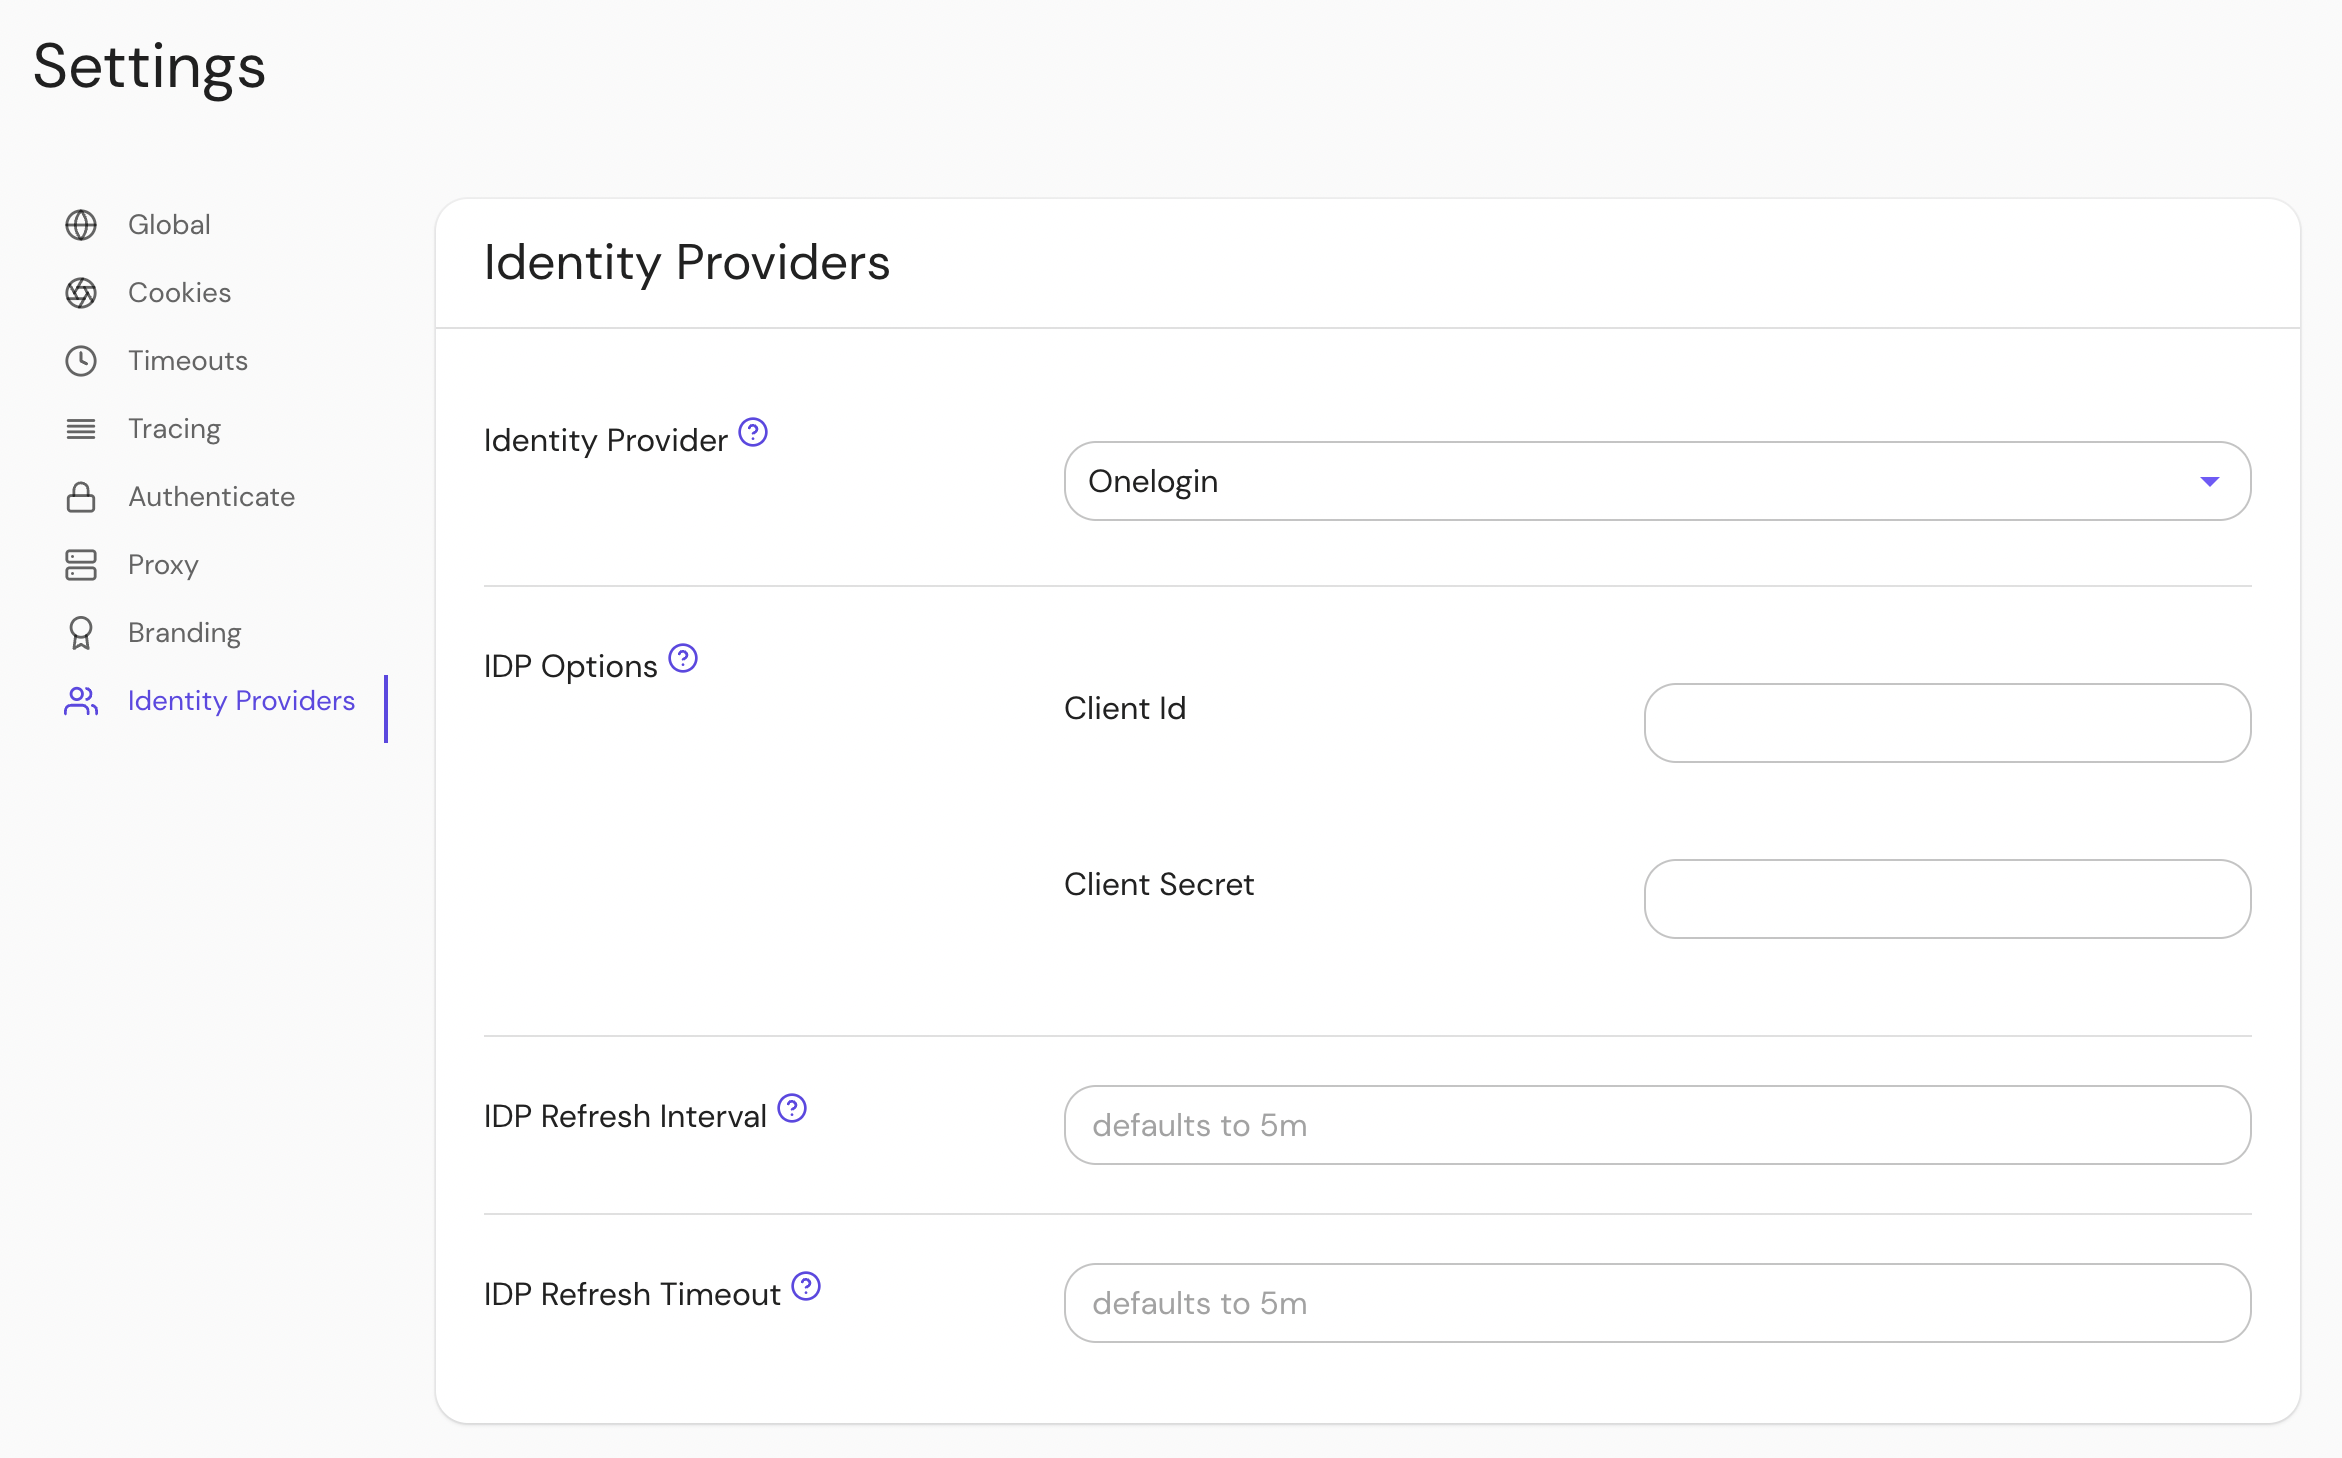 Settings
Global
Cookies
Timeouts
Tracing
Authenticate
Proxy
Branding
Identity Providers
Identity Providers
Identity Provider
Onelogin
IDP Options
Client Id
Client Secret
IDP Refresh Interval
defaults to 5m
IDP Refresh Timeout
defaults to 5m